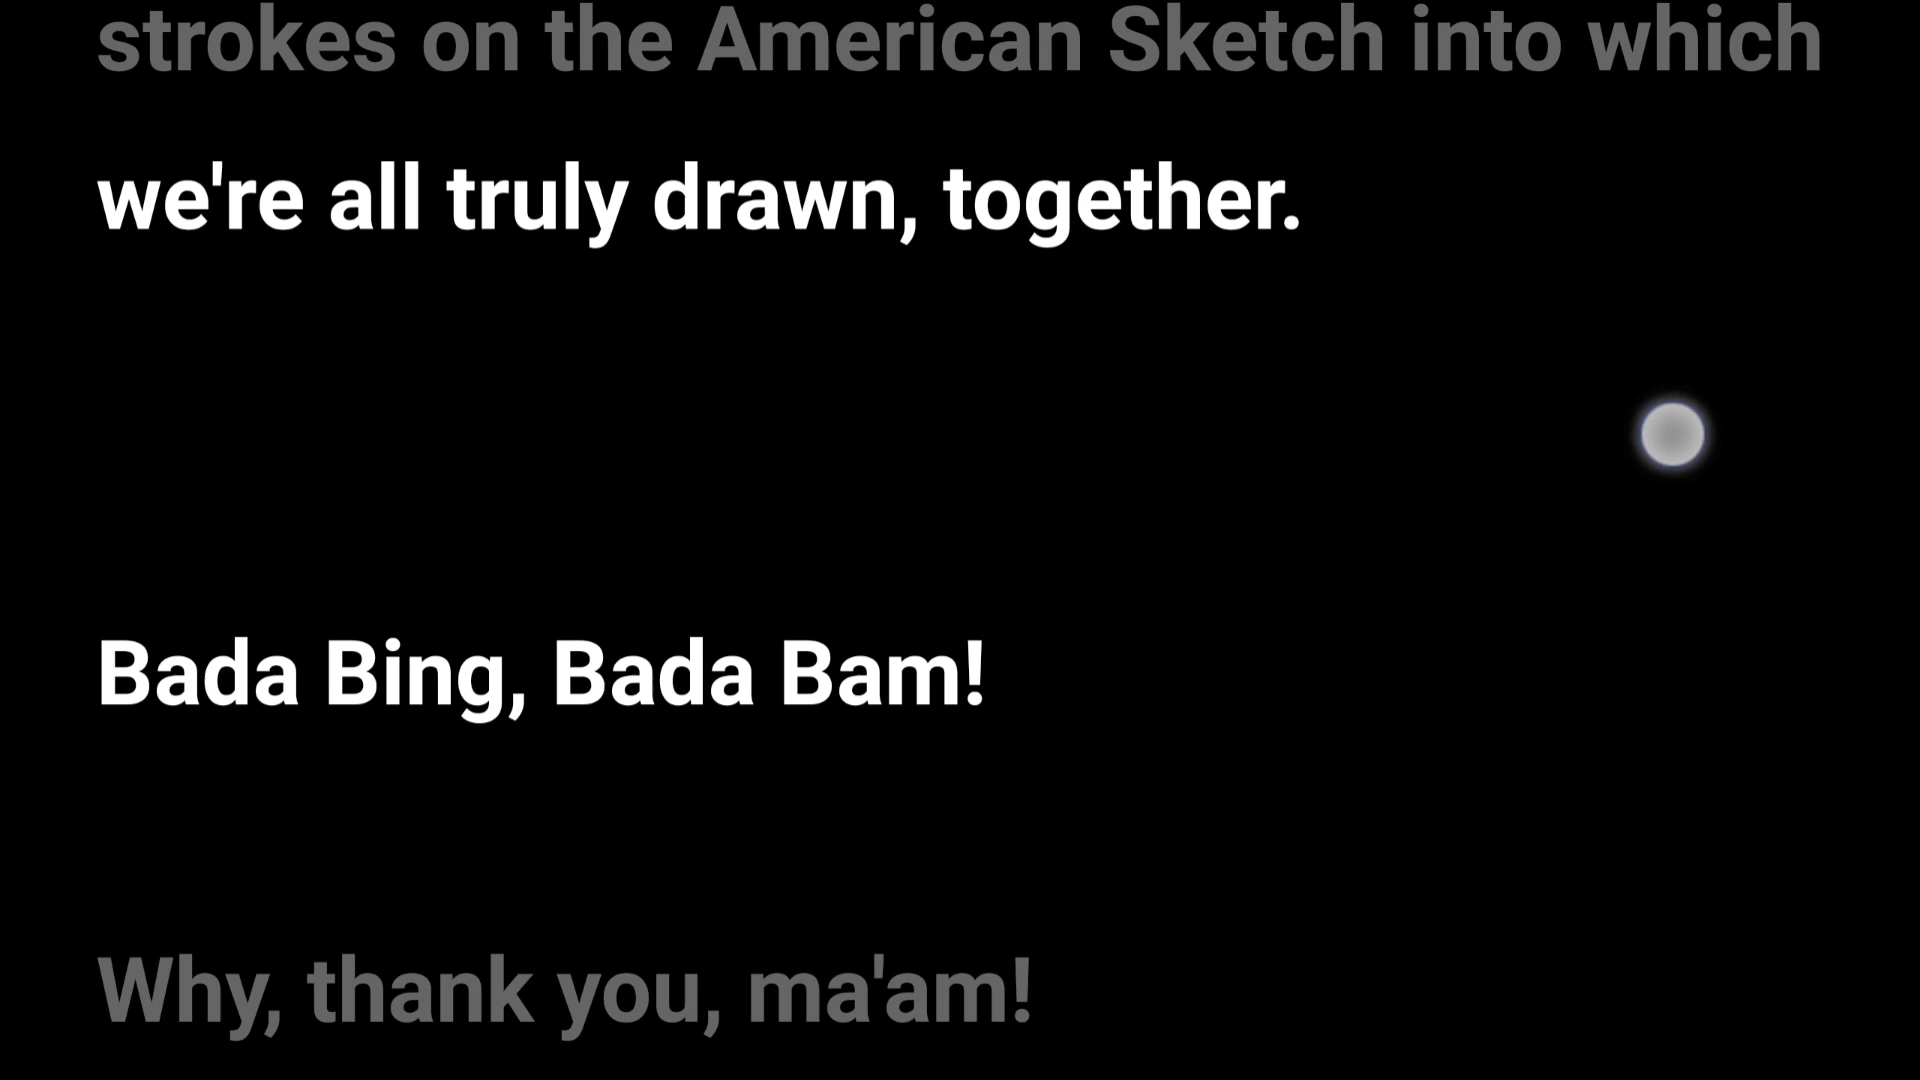 strokes on the American Sketch into which
we're all truly drawn, together.
Bada Bing, Bada Bam!
Why, thank you, ma'am!